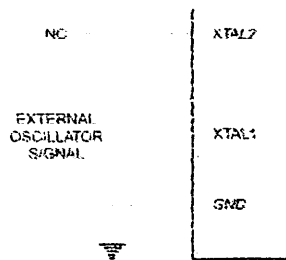 NC
XTAL2
EXTERNAL
OSCILLATOR
SIGNAL
XTAL1
GND